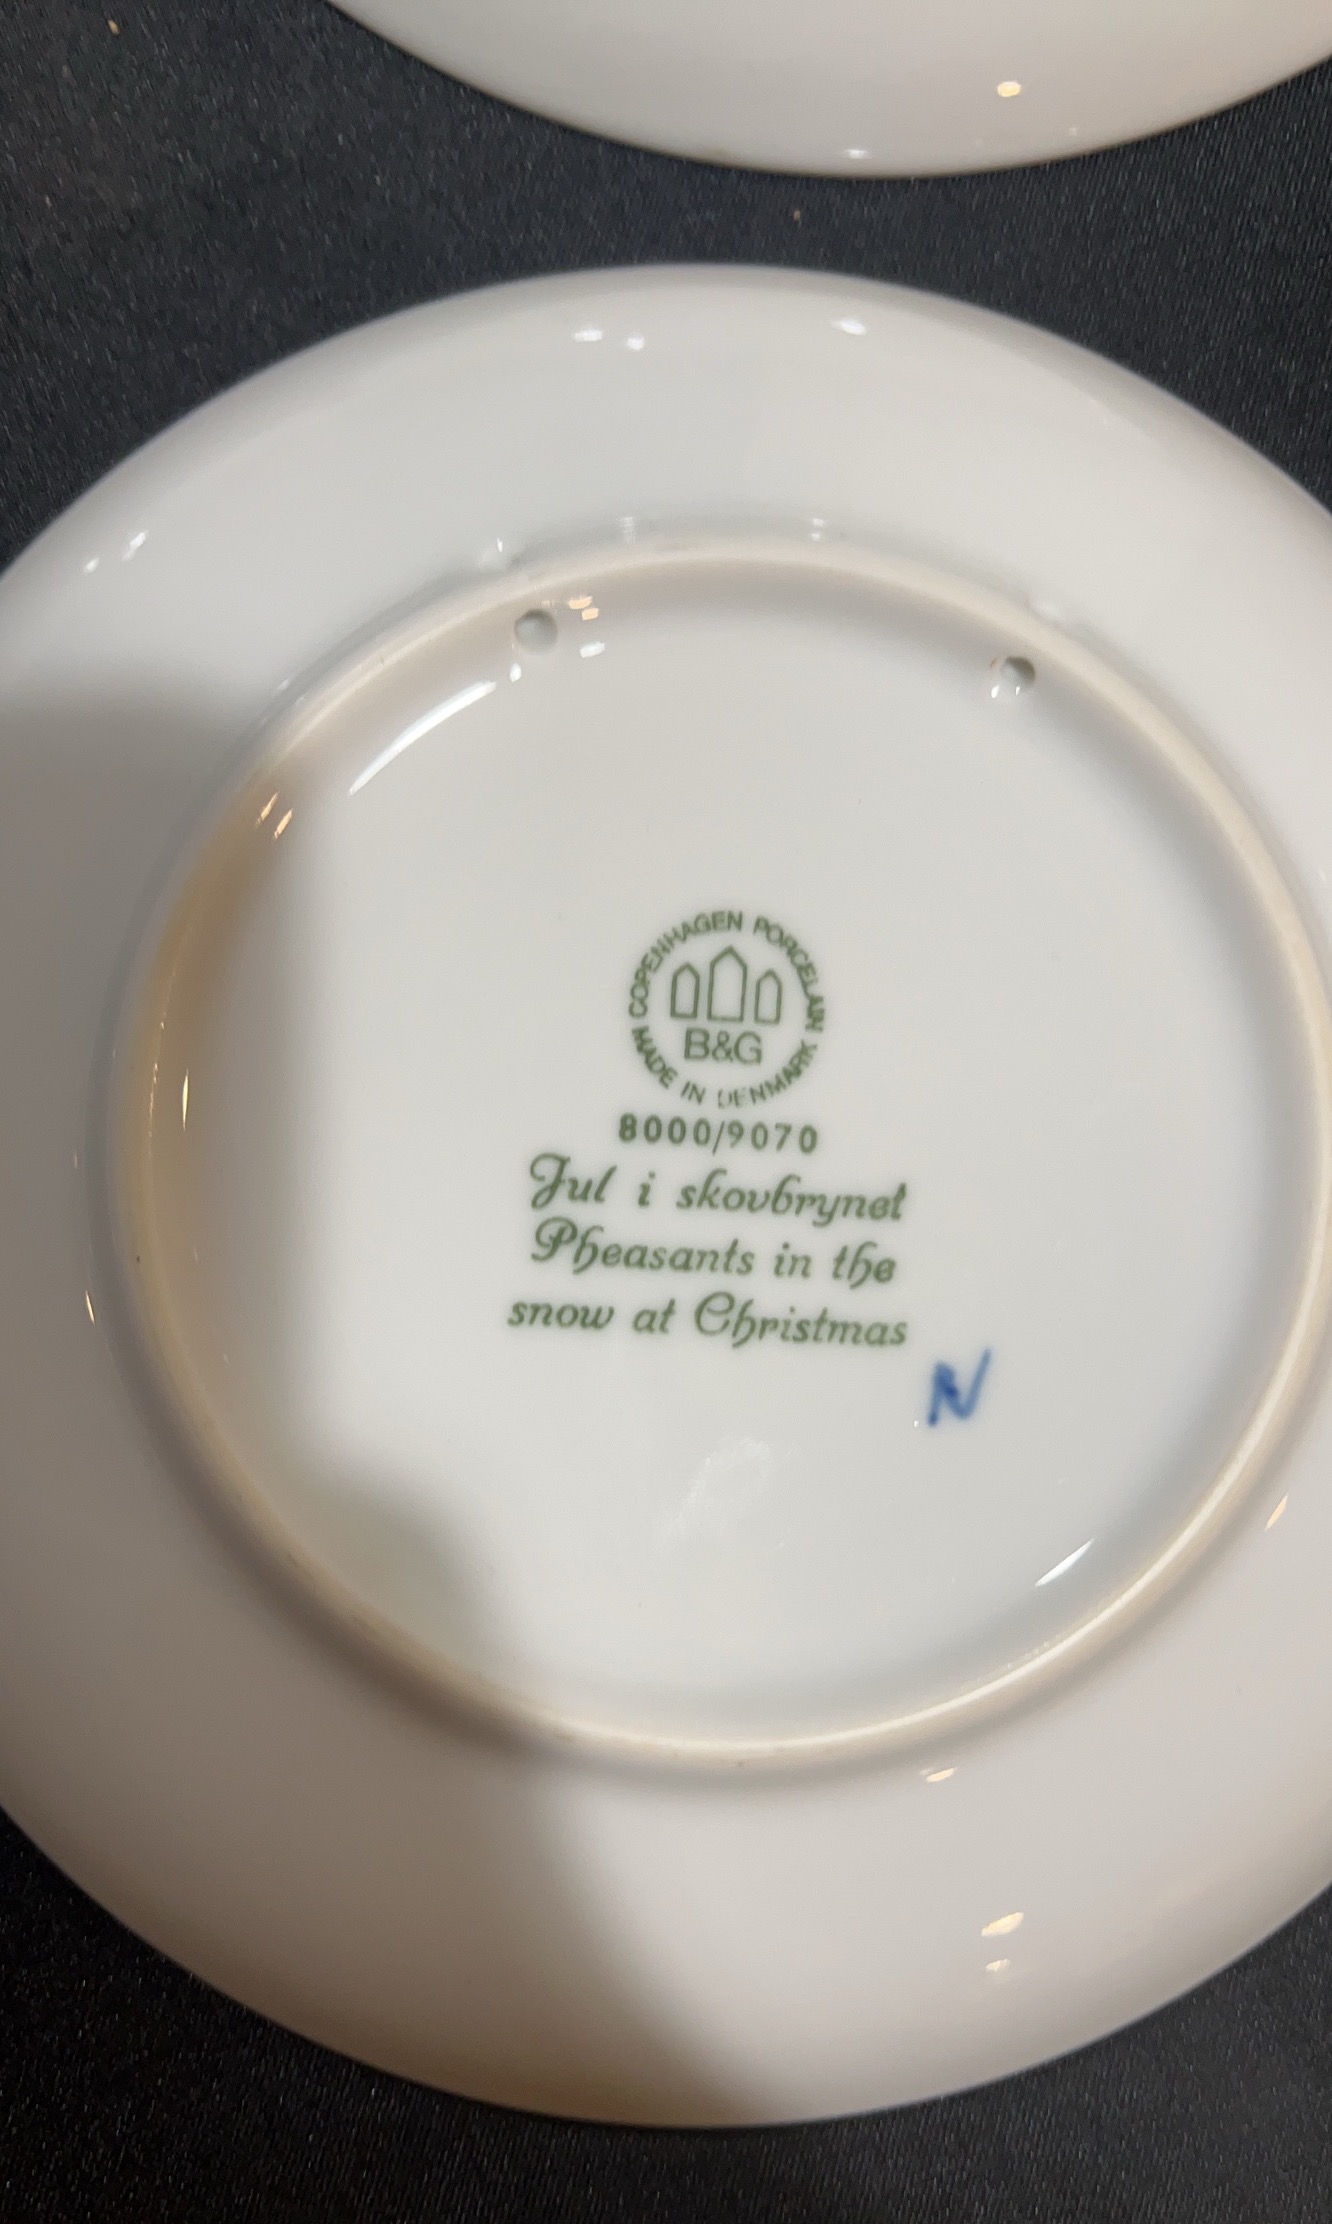 COPENHAGEN PORCELAIN
B&G
MADE IN DENMARK
8000/9070
Jul i skovbrynet
Pheasants in the
snow at Christmas
N